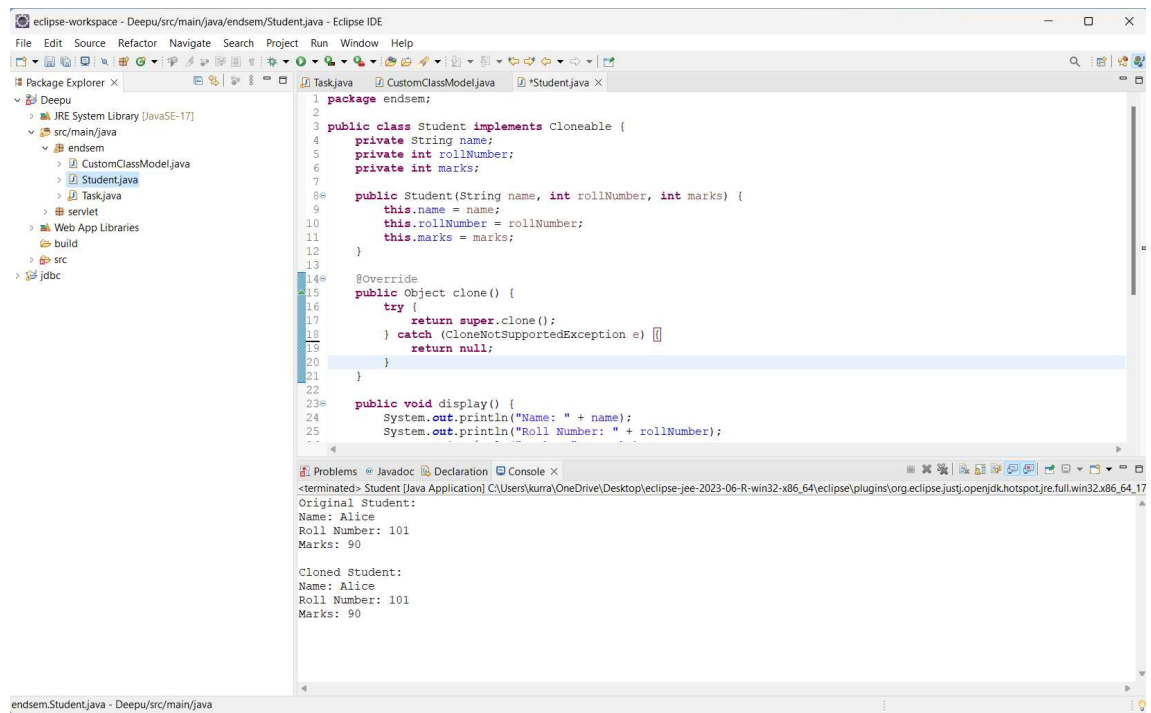 eclipse-workspace - Deepu/src/main/java/endsem/Student.java - Eclipse IDE
File Edit Source Refactor Navigate Search Project Run Window Help
Package Explorer
Deepu
JRE System Library [JavaSE-17]
src/main/java
endsem
CustomClassModel.java
Student.java
Task.java
servlet
Web App Libraries
build
src
jdbc
Task.java CustomClassModel.java *Student.java
1 package endsem;
2
3 public class Student implements Cloneable {
4 private String name;
5 private int rollNumber;
6 private int marks;
7
8 public Student(String name, int rollNumber, int marks) {
9 this.name = name;
10 this.rollNumber = rollNumber;
11 this.marks = marks;
12 }
13
14 @Override
15 public Object clone() {
16 try {
17 return super.clone();
18 } catch (CloneNotSupportedException e) {
19 return null;
20 }
21 }
22
23 public void display() {
24 System.out.println("Name: " + name);
25 System.out.println("Roll Number: " + rollNumber);
Problems Javadoc Declaration Console
<terminated> Student [Java Application] C:\Users\kurra\OneDrive\Desktop\eclipse-jee-2023-06-R-win32-x86_64\eclipse\plugins\org.eclipse.justj.openjdk.hotspot.jre.full.win32.x86_64_17
Original Student:
Name: Alice
Roll Number: 101
Marks: 90
Cloned Student:
Name: Alice
Roll Number: 101
Marks: 90
endsem.Student.java - Deepu/src/main/java